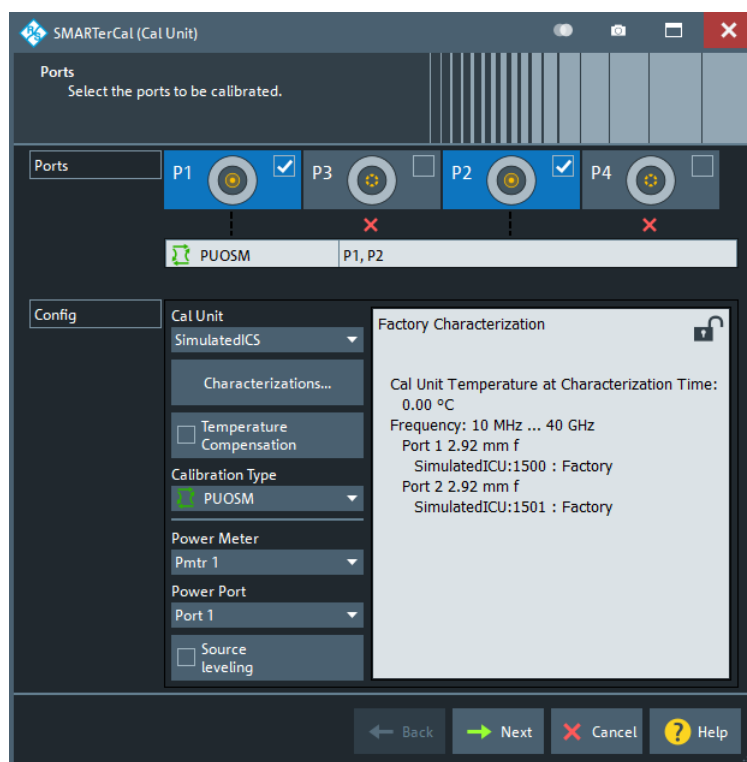 SMARTerCal (Cal Unit)
Ports
Select the ports to be calibrated.
Ports
P1
P3
P2
P4
PUOSM
P1, P2
Config
Cal Unit
SimulatedICS
Characterizations...
Temperature
Compensation
Calibration Type
PUOSM
Power Meter
Pmtr 1
Power Port
Port 1
Source
leveling
Factory Characterization
Cal Unit Temperature at Characterization Time:
0.00 °C
Frequency: 10 MHz ... 40 GHz
Port 1 2.92 mm f
SimulatedICU:1500 : Factory
Port 2 2.92 mm f
SimulatedICU:1501 : Factory
Back
Next
Cancel
? Help